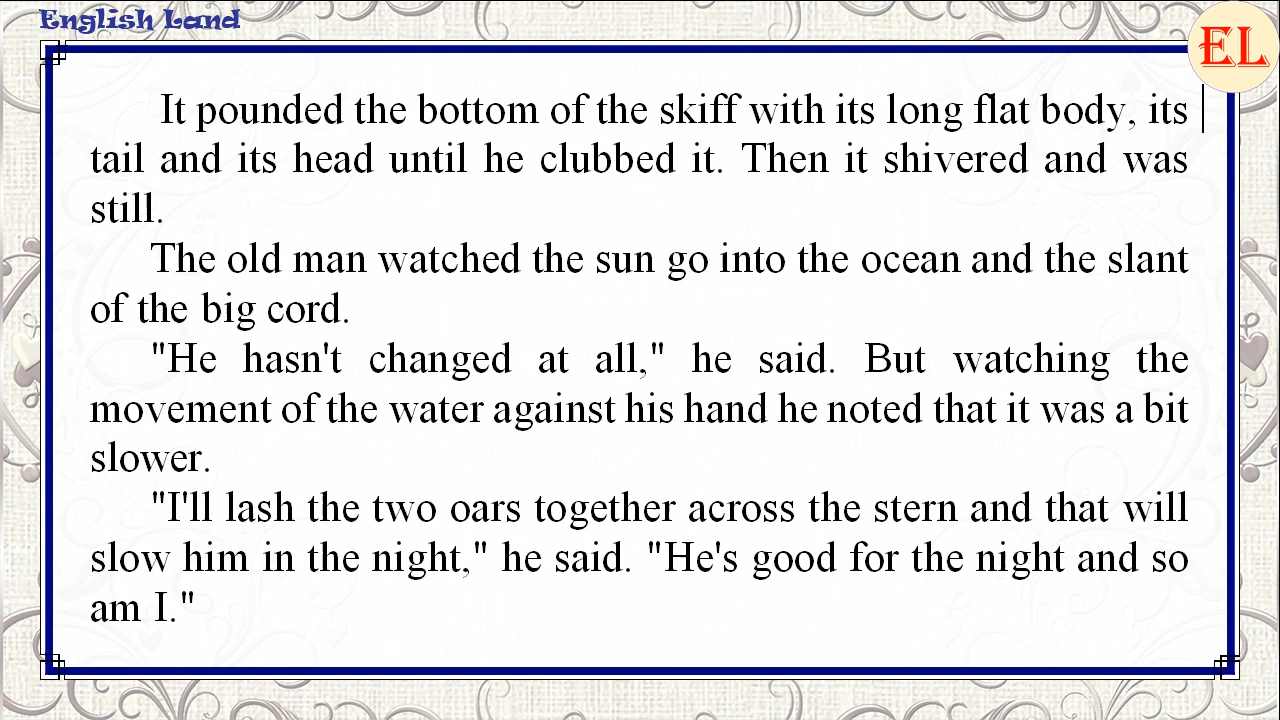 English Land
EL
It pounded the bottom of the skiff with its long flat body, its
tail and its head until he clubbed it. Then it shivered and was
still.
The old man watched the sun go into the ocean and the slant
of the big cord.
"He hasn't changed at all," he said. But watching the
movement of the water against his hand he noted that it was a bit
slower.
"I'll lash the two oars together across the stern and that will
slow him in the night," he said. "He's good for the night and so
am I."